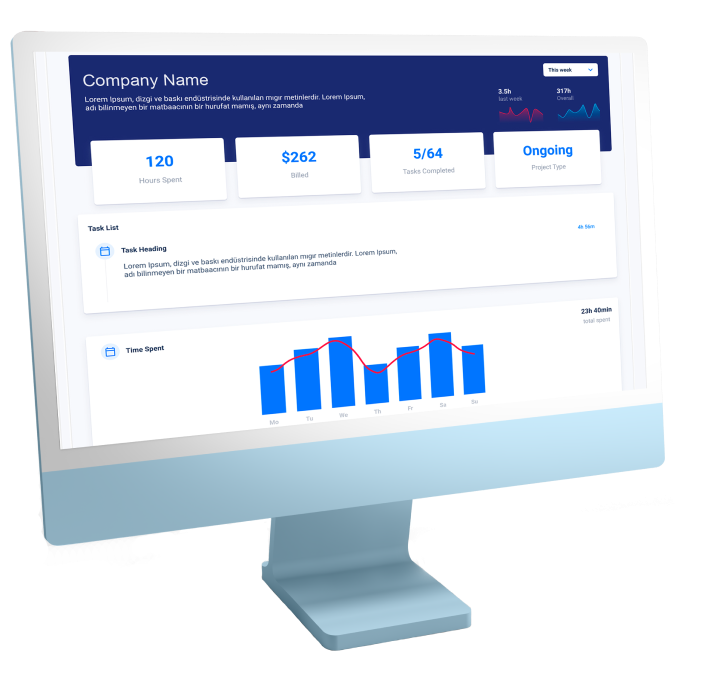 Company Name
Lorem Ipsum, dizgi ve baskı endüstrisinde kullanılan mıgır metinlerdir. Lorem Ipsum,
adı bilinmeyen bir matbaacının bir hurufat mamış, aynı zamanda
This week
3.5h
last week
317h
Overall
120
Hours Spent
$262
Billed
5/64
Tasks Completed
Ongoing
Project Type
Task List
Task Heading
4h 56m
Lorem Ipsum, dizgi ve baskı endüstrisinde kullanılan mıgır metinlerdir. Lorem Ipsum,
adı bilinmeyen bir matbaacının bir hurufat mamış, aynı zamanda
Time Spent
23h 40min
total spent
Mo
Tu
We
Th
Fr
Sa
Su